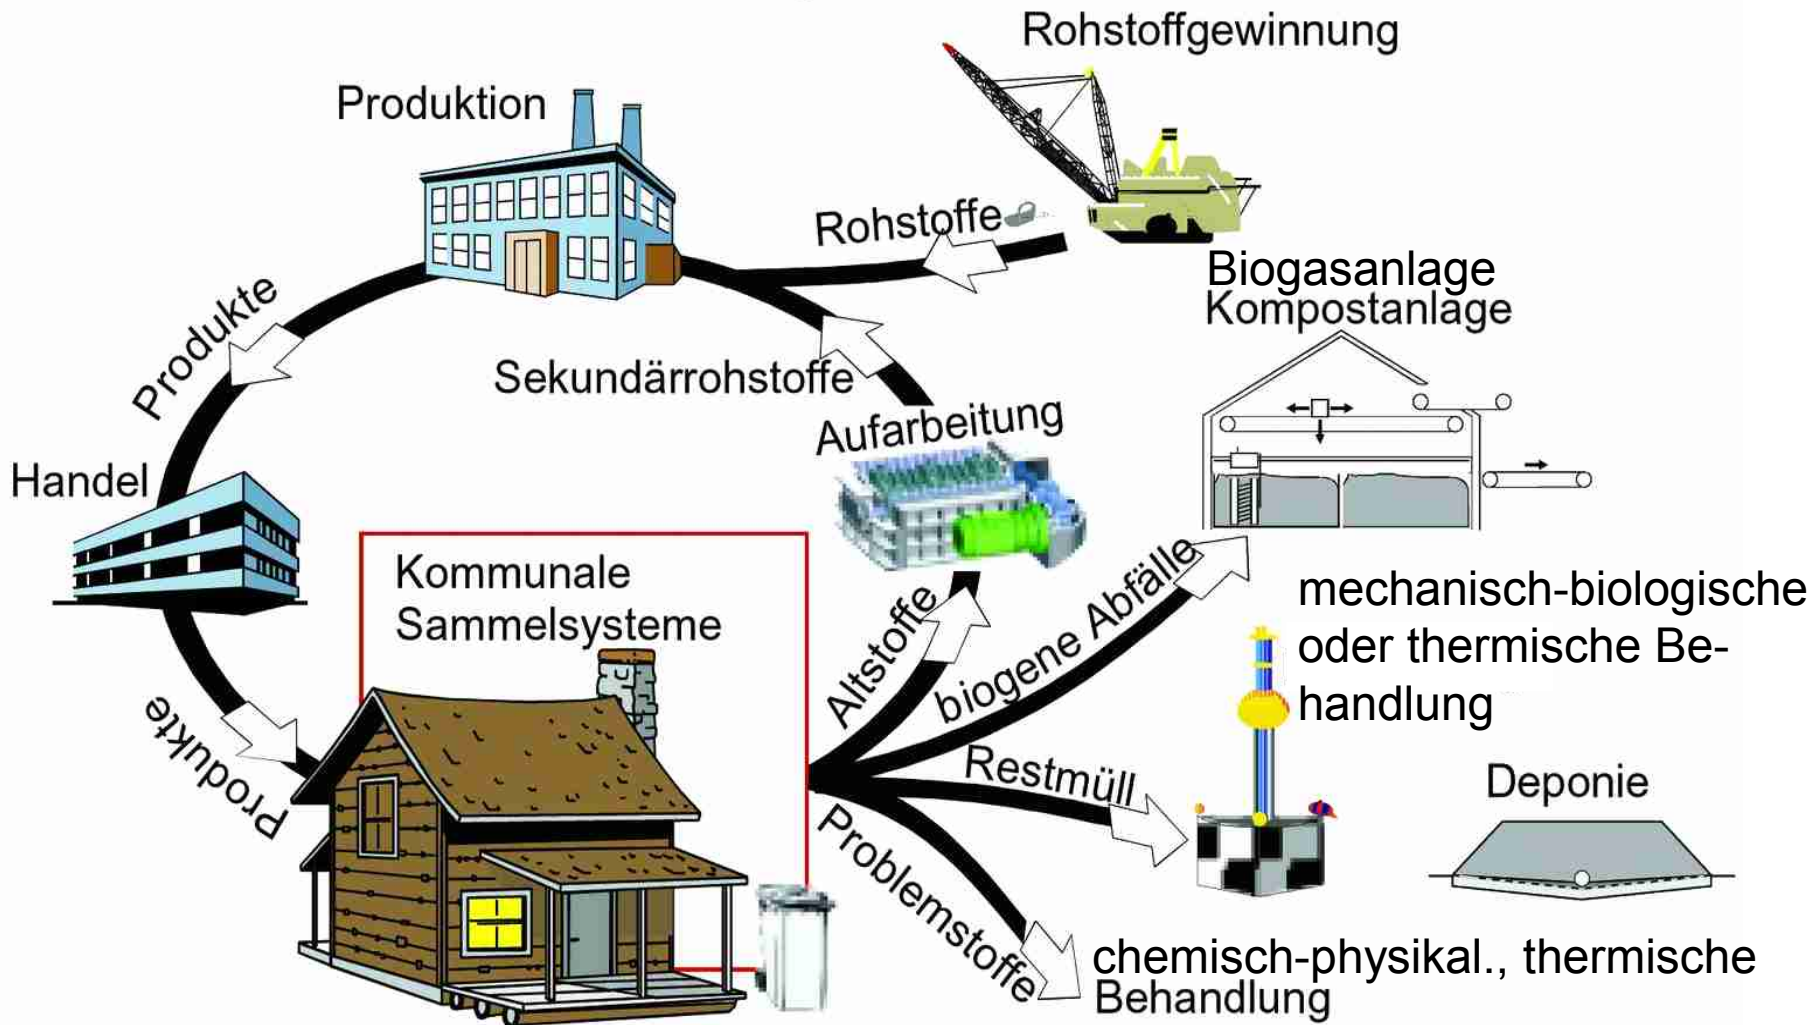 Rohstoffgewinnung
Produktion
Rohstoffe
Biogasanlage
Kompostanlage
Produkte
Sekundärrohstoffe
Aufarbeitung
Handel
Kommunale
Sammelsysteme
Altstoffe
biogene Abfälle
mechanisch-biologische
oder thermische Be-
handlung
Produkte
Restmüll
Deponie
Problemstoffe
chemisch-physikal., thermische
Behandlung